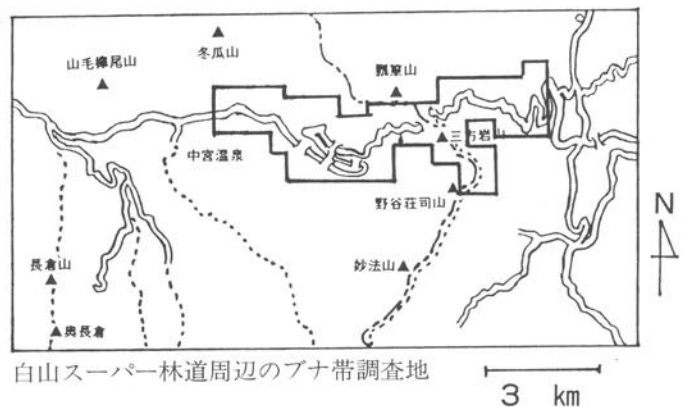 冬瓜山
山毛欅尾山
瓢箪山
三方岩山
中宮温泉
野谷荘司山
N
長倉山
妙法山
奥長倉
白山スーパー林道周辺のブナ帯調査地
3 km